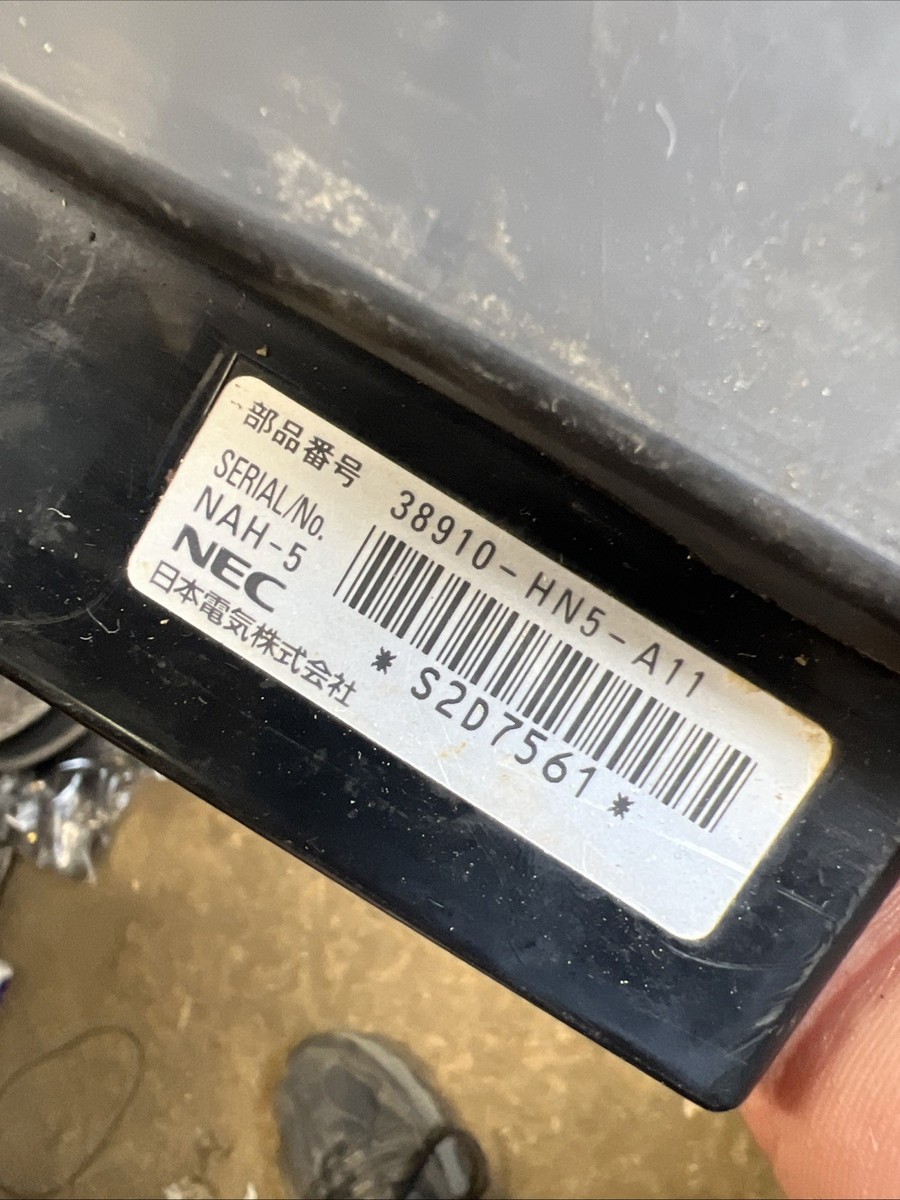 部品番号 38910-HN5-A11
SERIAL/No.
NAH-5
NEC
日本電気株式会社
*S2D7561*